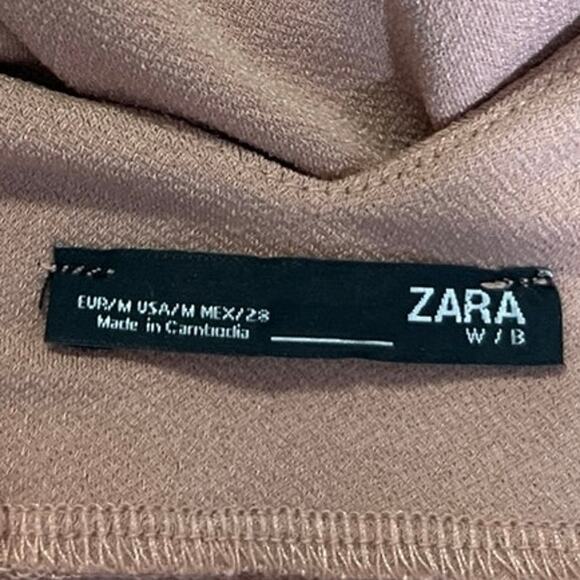 EUR/M USA/M MEX/28
Made in Cambodia
ZARA
W / B